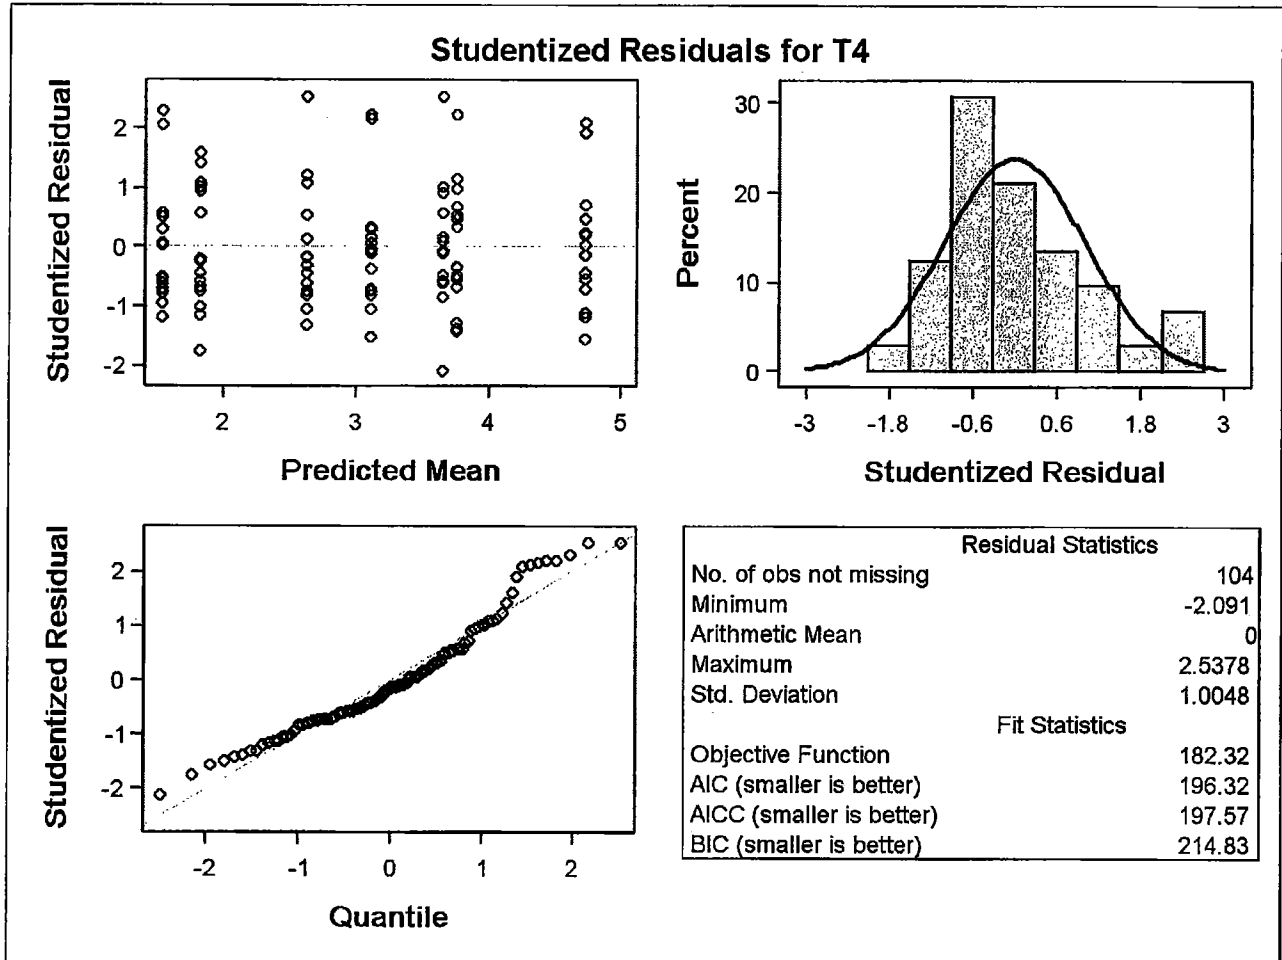 Studentized Residuals for T4
Studentized Residual
2
1
0
-1
-2
2 3 4 5
Predicted Mean
Percent
30
20
10
0
-3 -1.8 -0.6 0.6 1.8 3
Studentized Residual
Studentized Residual
2
1
0
-1
-2
-2 -1 0 1 2
Quantile
Residual Statistics
No. of obs not missing 104
Minimum -2.091
Arithmetic Mean 0
Maximum 2.5378
Std. Deviation 1.0048
Fit Statistics
Objective Function 182.32
AIC (smaller is better) 196.32
AICC (smaller is better) 197.57
BIC (smaller is better) 214.83